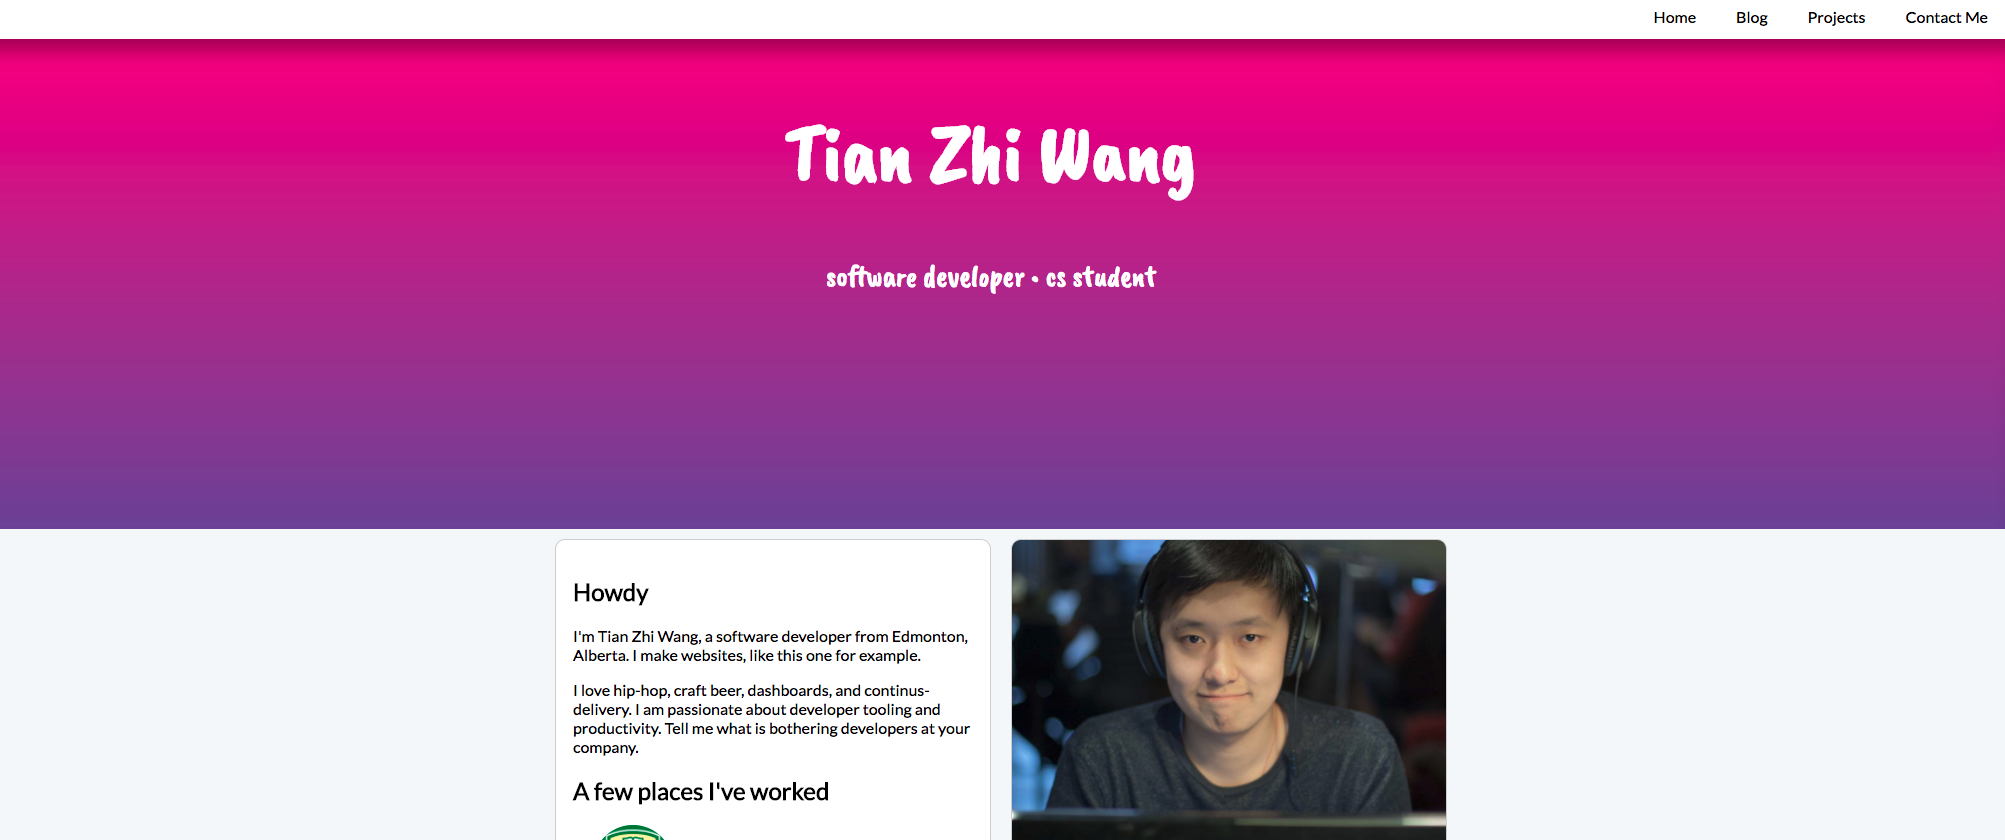 Home Blog Projects Contact Me
Tian Zhi Wang
software developer • cs student
Howdy
I'm Tian Zhi Wang, a software developer from Edmonton,
Alberta. I make websites, like this one for example.
I love hip-hop, craft beer, dashboards, and continus-
delivery. I am passionate about developer tooling and
productivity. Tell me what is bothering developers at your
company.
A few places I've worked